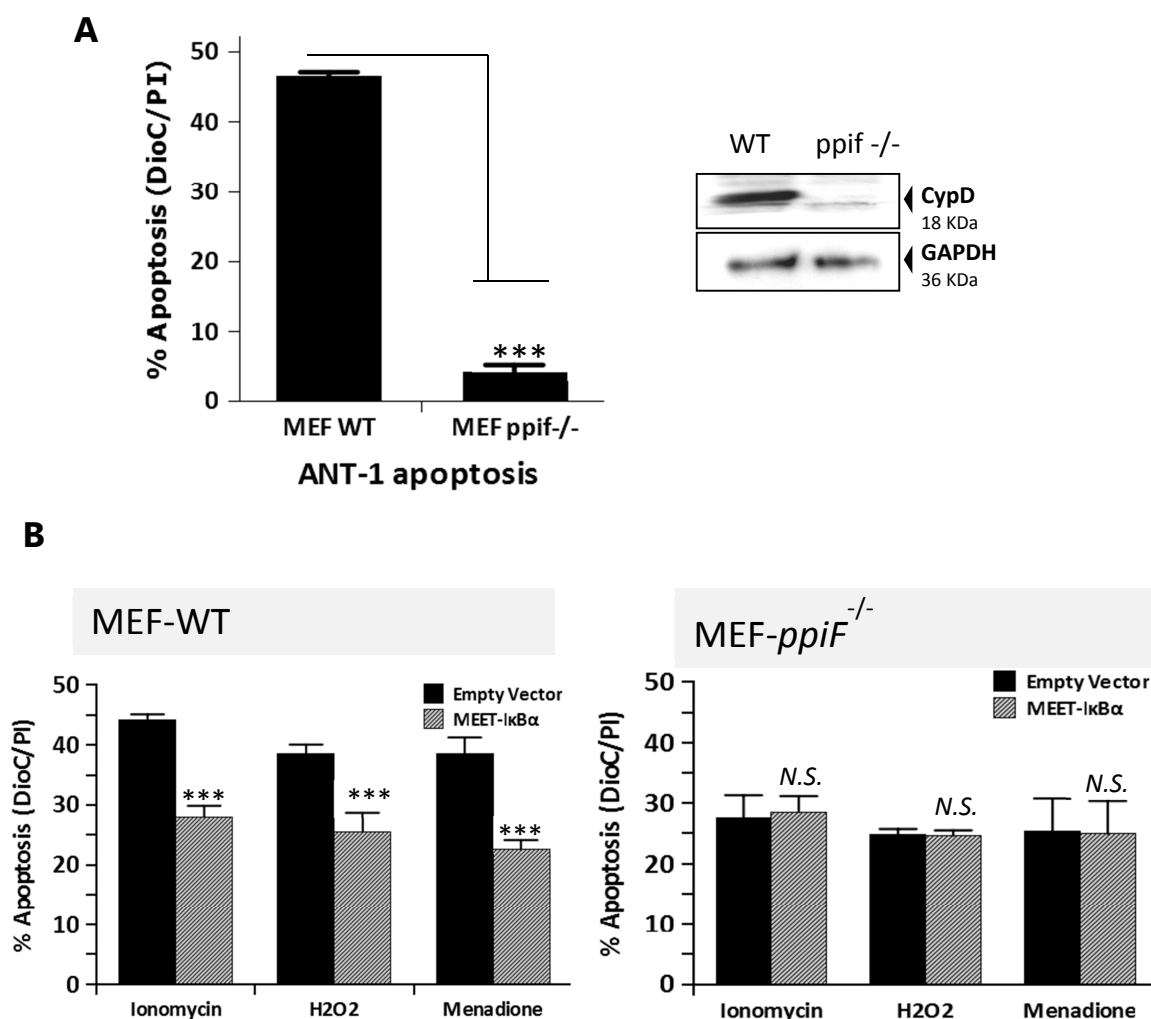 A
% Apoptosis (DioC/PI)
50
40
30
20
10
0
***
MEF WT
MEF ppif-/-
ANT-1 apoptosis
WT
ppif -/-
CypD
18 KDa
GAPDH
36 KDa
B
MEF-WT
% Apoptosis (DioC/PI)
50
40
30
20
10
0
Empty Vector
MEET-IκBα
***
***
***
Ionomycin
H2O2
Menadione
MEF-ppiF-/-
% Apoptosis (DioC/PI)
50
40
30
20
10
0
Empty Vector
MEET-IκBα
N.S.
N.S.
N.S.
Ionomycin
H2O2
Menadione